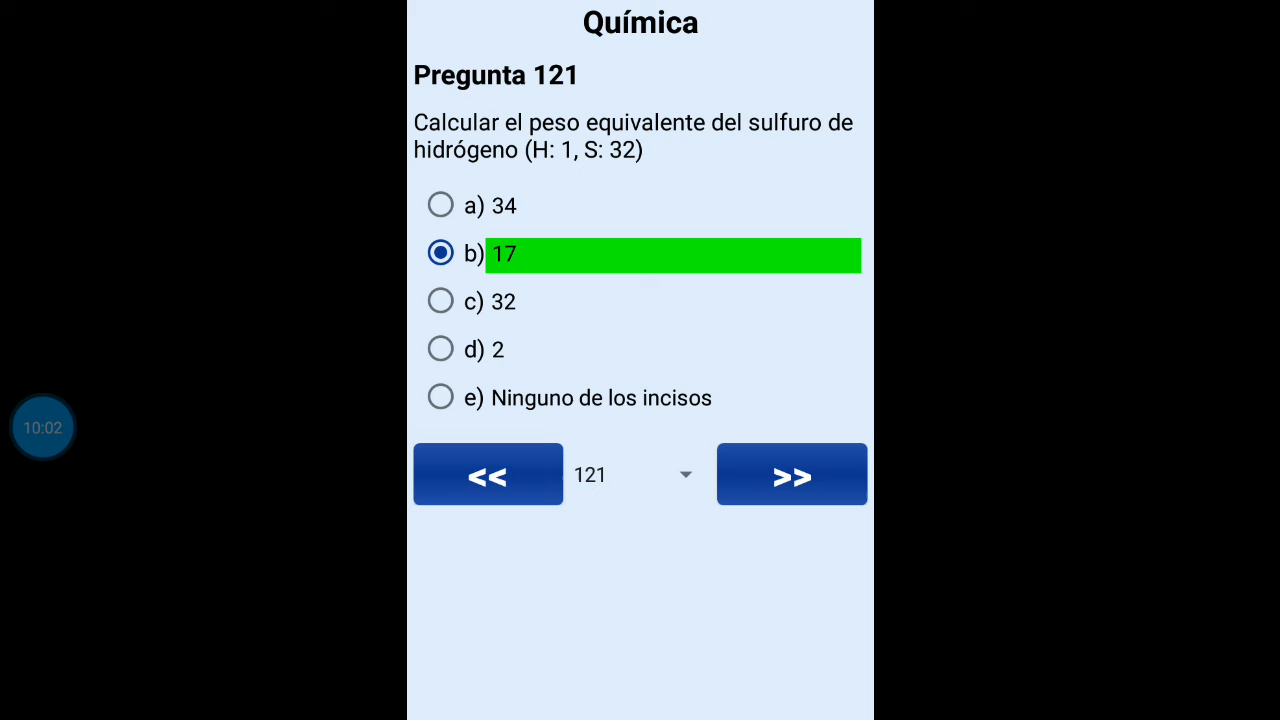 Química
Pregunta 121
Calcular el peso equivalente del sulfuro de
hidrógeno (H: 1, S: 32)
a) 34
b) 17
c) 32
d) 2
e) Ninguno de los incisos
<< 121 >>
10:02